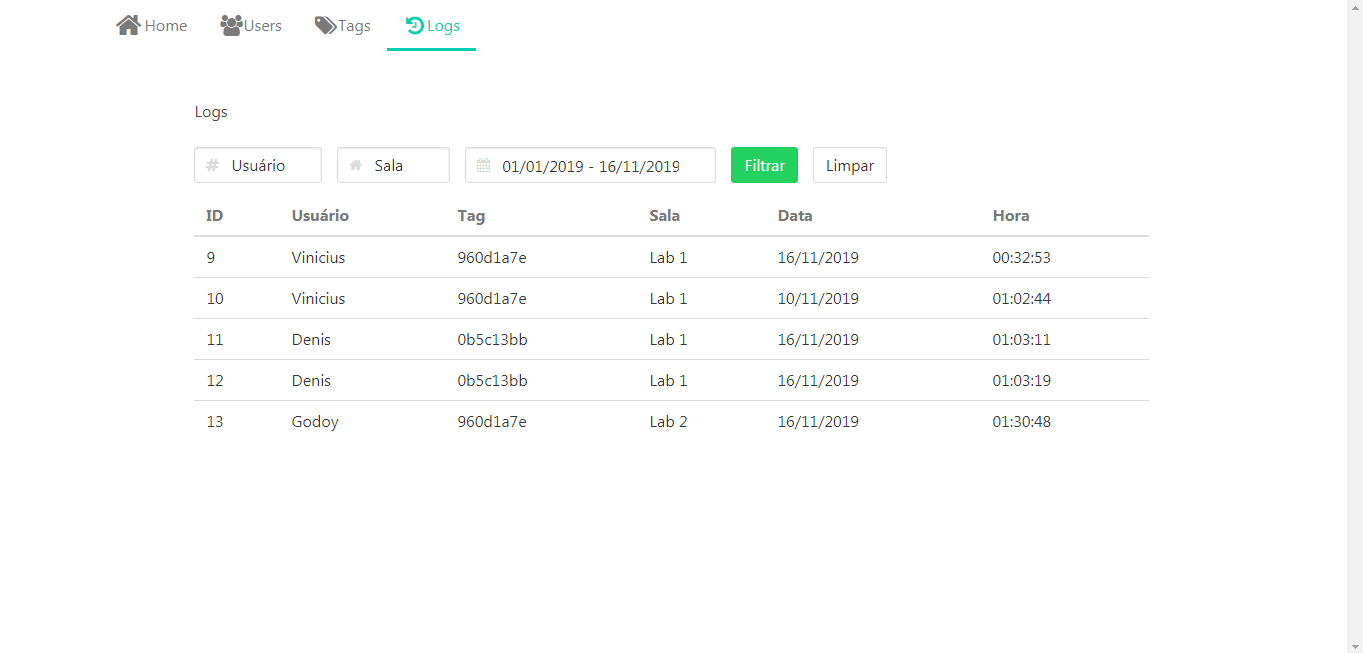 Home Users Tags Logs
Logs
Usuário Sala 01/01/2019 - 16/11/2019 Filtrar Limpar
ID Usuário Tag Sala Data Hora
9 Vinicius 960d1a7e Lab 1 16/11/2019 00:32:53
10 Vinicius 960d1a7e Lab 1 10/11/2019 01:02:44
11 Denis 0b5c13bb Lab 1 16/11/2019 01:03:11
12 Denis 0b5c13bb Lab 1 16/11/2019 01:03:19
13 Godoy 960d1a7e Lab 2 16/11/2019 01:30:48